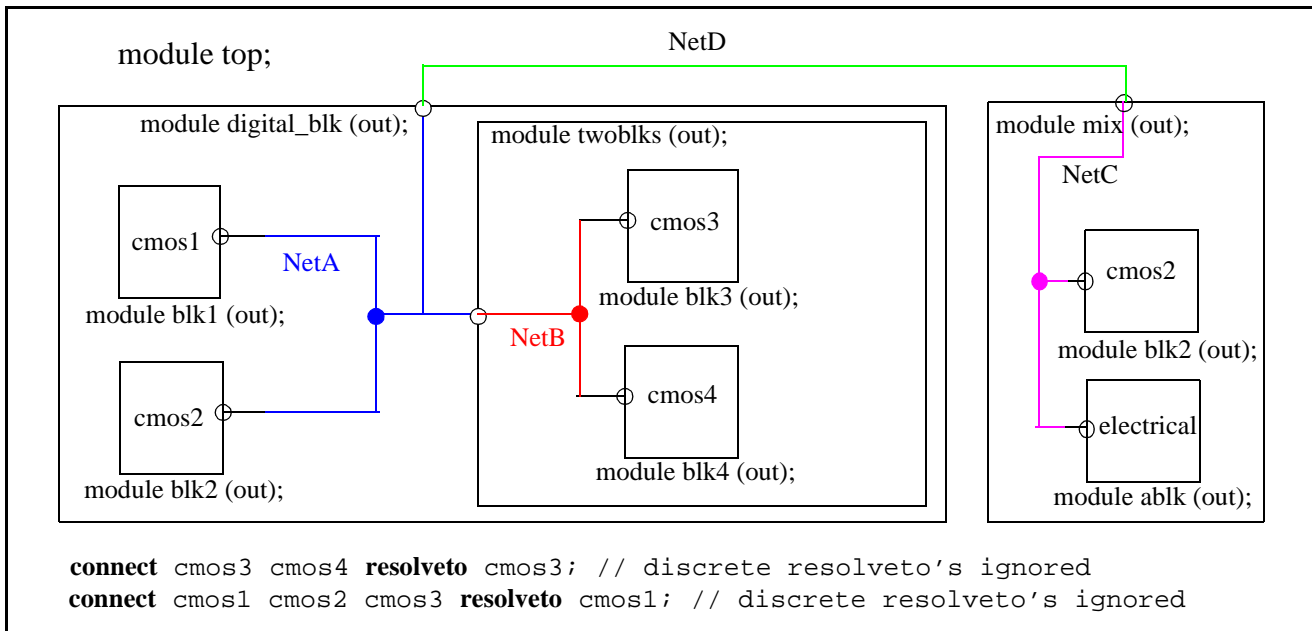 module top;
NetD
module digital_blk (out);
module twoblks (out);
module mix (out);
NetC
cmos1
cmos3
cmos2
NetA
module blk3 (out);
module blk1 (out);
NetB
module blk2 (out);
cmos2
cmos4
electrical
module blk4 (out);
module blk2 (out);
module ablk (out);
connect cmos3 cmos4 resolveto cmos3; // discrete resolveto's ignored
connect cmos1 cmos2 cmos3 resolveto cmos1; // discrete resolveto's ignored